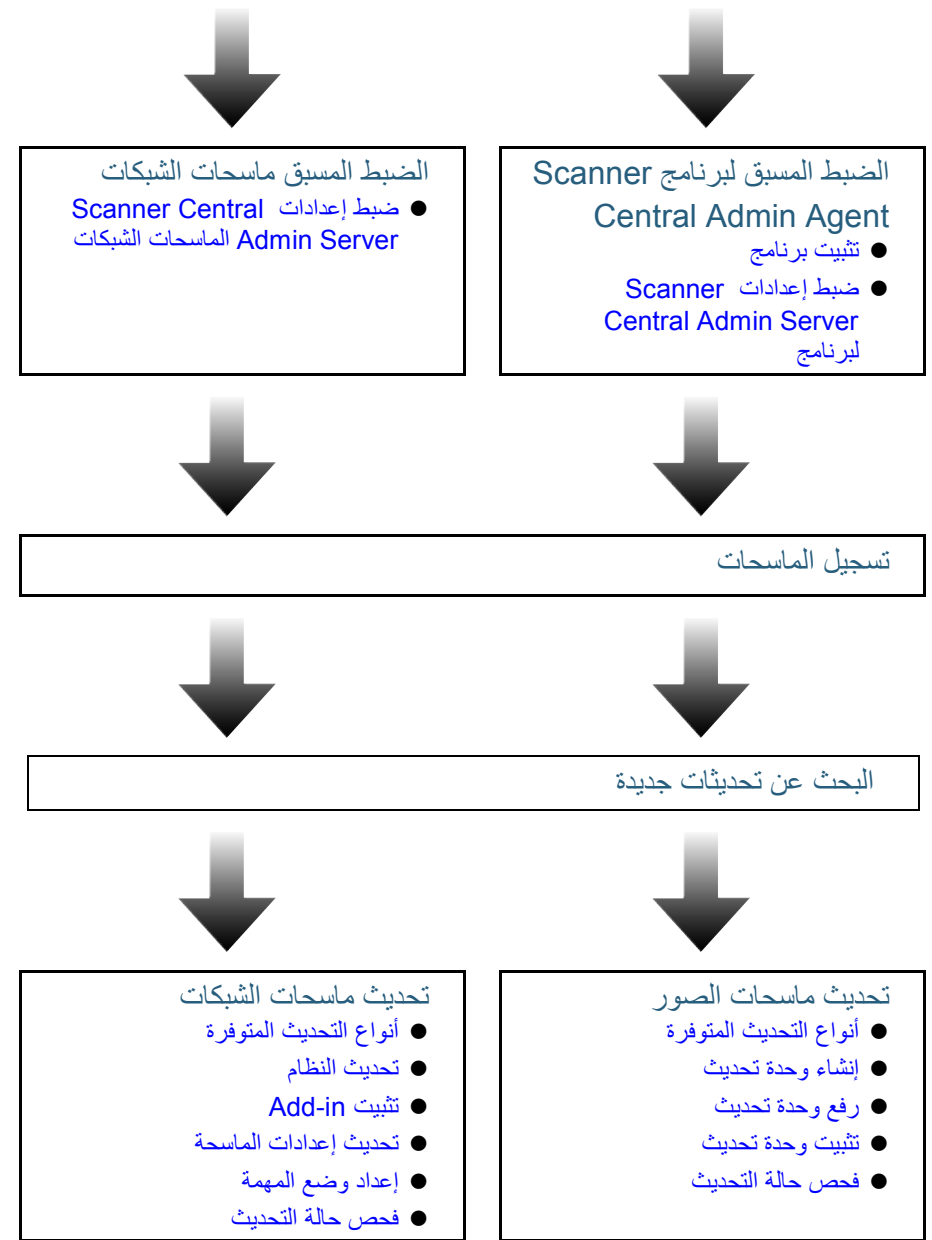 الضبط المسبق لبرنامج Scanner
Central Admin Agent
● تثبيت برنامج
● ضبط إعدادات Scanner
Central Admin Server
لبرنامج
الضبط المسبق ماسحات الشبكات
● ضبط إعدادات Scanner Central
Admin Server الماسحات الشبكات
تسجيل الماسحات
البحث عن تحديثات جديدة
تحديث ماسحات الصور
● أنواع التحديث المتوفرة
● إنشاء وحدة تحديث
● رفع وحدة تحديث
● تثبيت وحدة تحديث
● فحص حالة التحديث
تحديث ماسحات الشبكات
● أنواع التحديث المتوفرة
● تحديث النظام
● تثبيت Add-in
● تحديث إعدادات الماسحة
● إعداد وضع المهمة
● فحص حالة التحديث